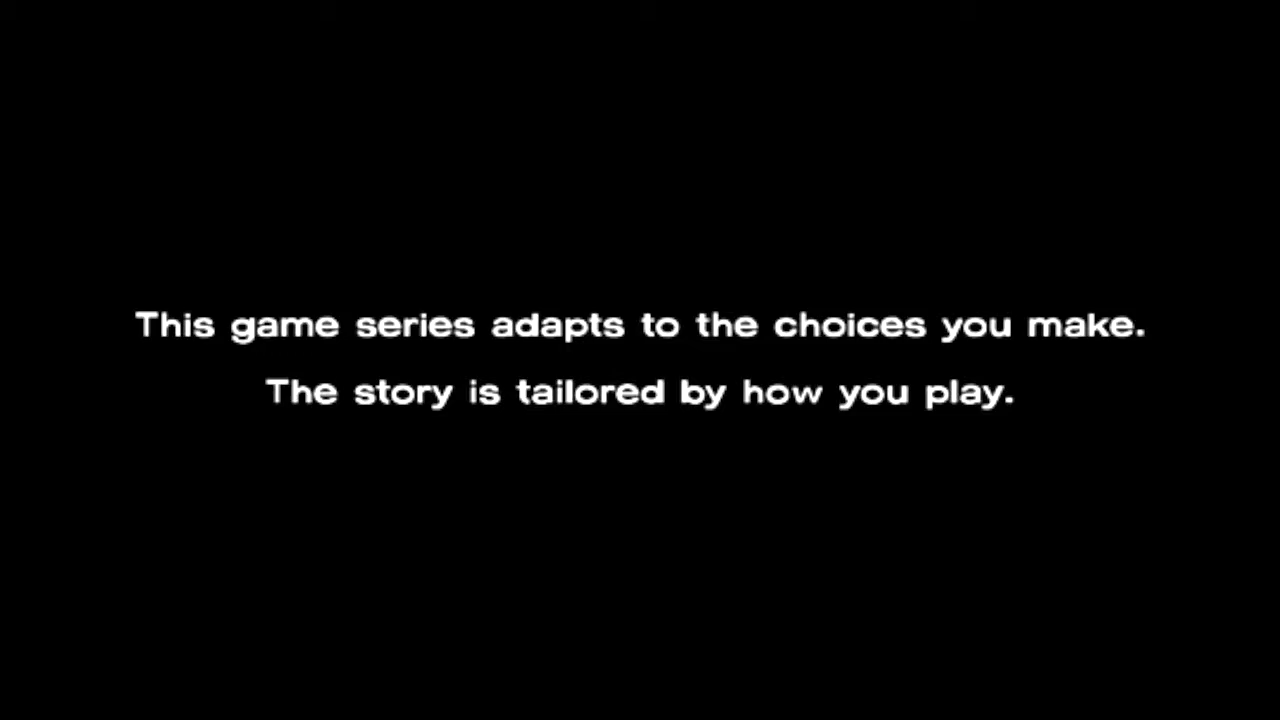 This game series adapts to the choices you make.
The story is tailored by how you play.